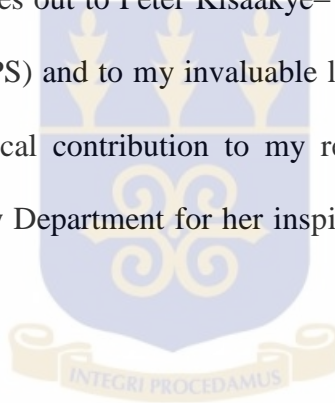 es out to Peter Kisaakye–
PS) and to my invaluable l
cal contribution to my re
Department for her inspi
INTEGRI PROCEDAMUS